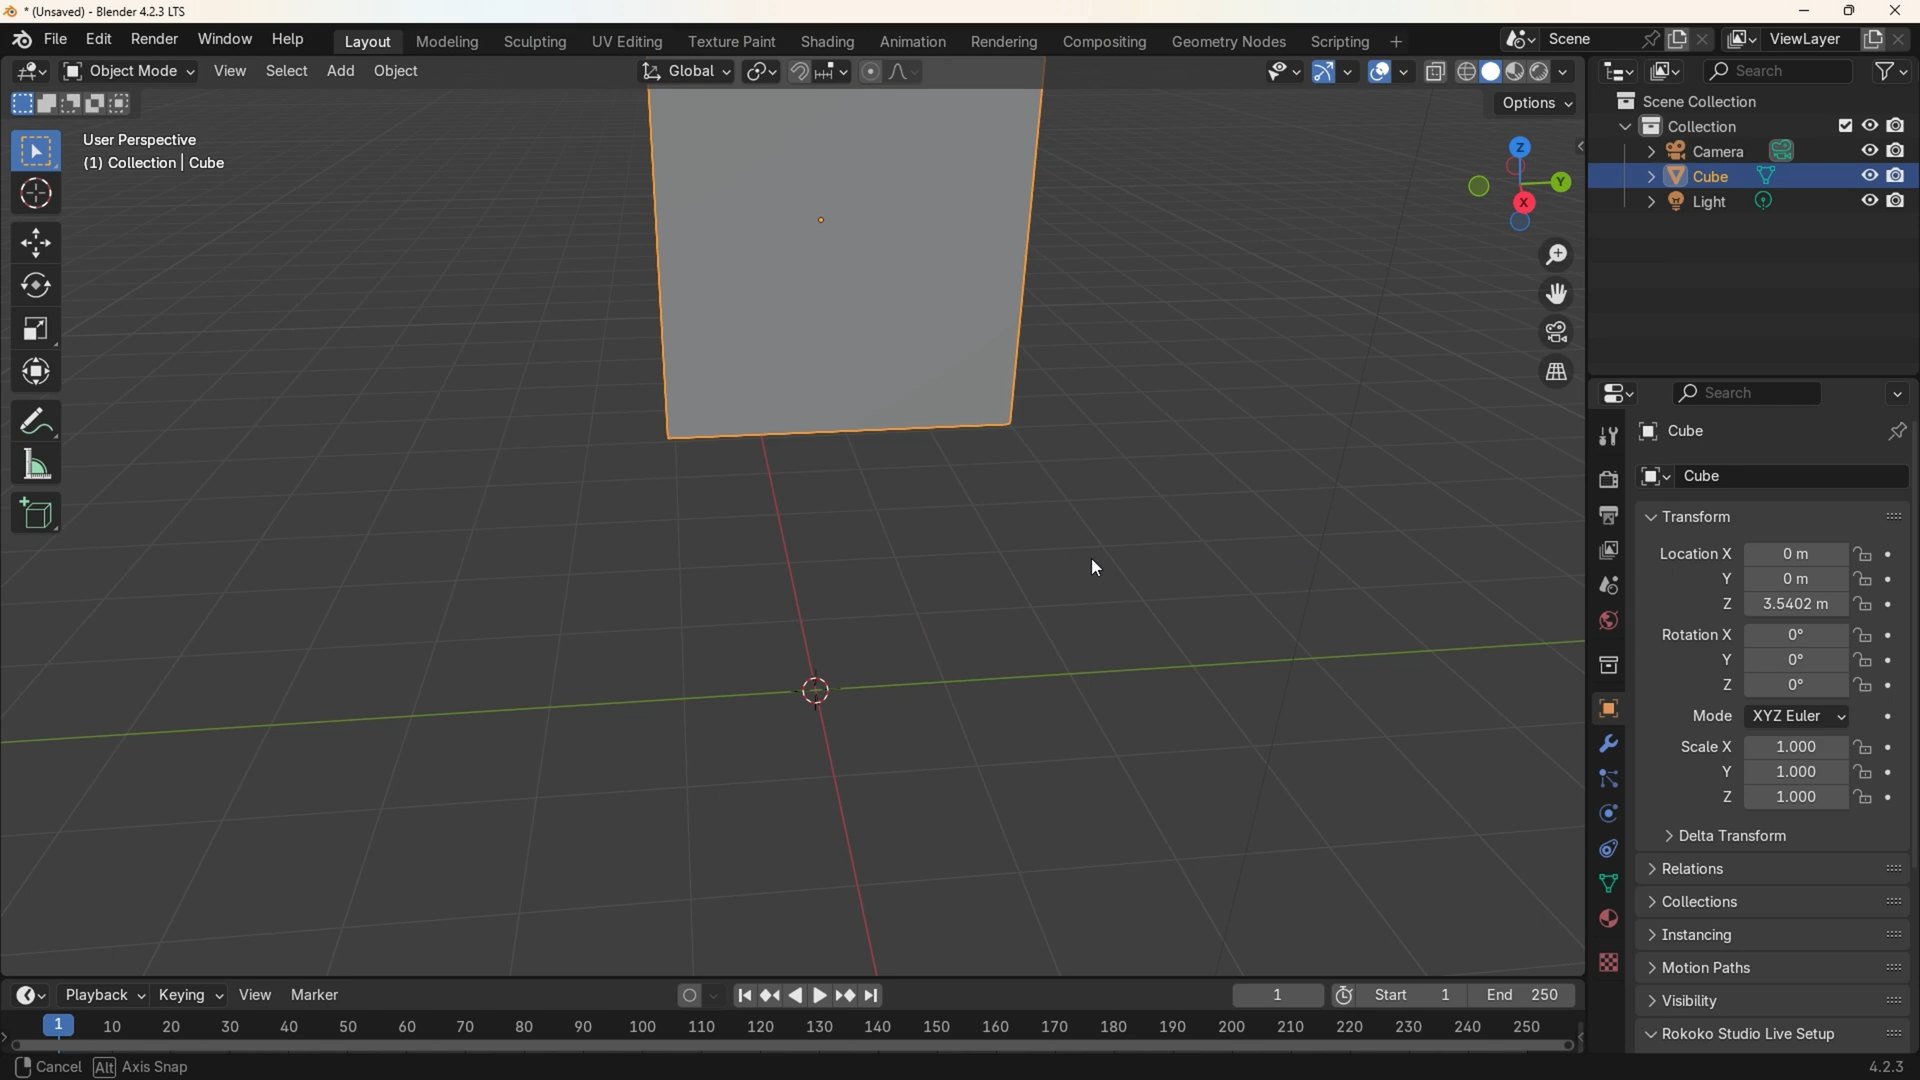 * (Unsaved) - Blender 4.2.3 LTS
File Edit Render Window Help Layout Modeling Sculpting UV Editing Texture Paint Shading Animation Rendering Compositing Geometry Nodes Scripting + Scene ViewLayer
Object Mode View Select Add Object Global Search
Options
User Perspective
(1) Collection | Cube
Z
Y
X
Scene Collection
Collection
Camera
Cube
Light
Search
Cube
Cube
Transform
Location X 0 m
Y 0 m
Z 3.5402 m
Rotation X 0°
Y 0°
Z 0°
Mode XYZ Euler
Scale X 1.000
Y 1.000
Z 1.000
Delta Transform
Relations
Collections
Instancing
Motion Paths
Visibility
Rokoko Studio Live Setup
Playback Keying View Marker 1 Start 1 End 250
1 10 20 30 40 50 60 70 80 90 100 110 120 130 140 150 160 170 180 190 200 210 220 230 240 250
Cancel Alt Axis Snap 4.2.3